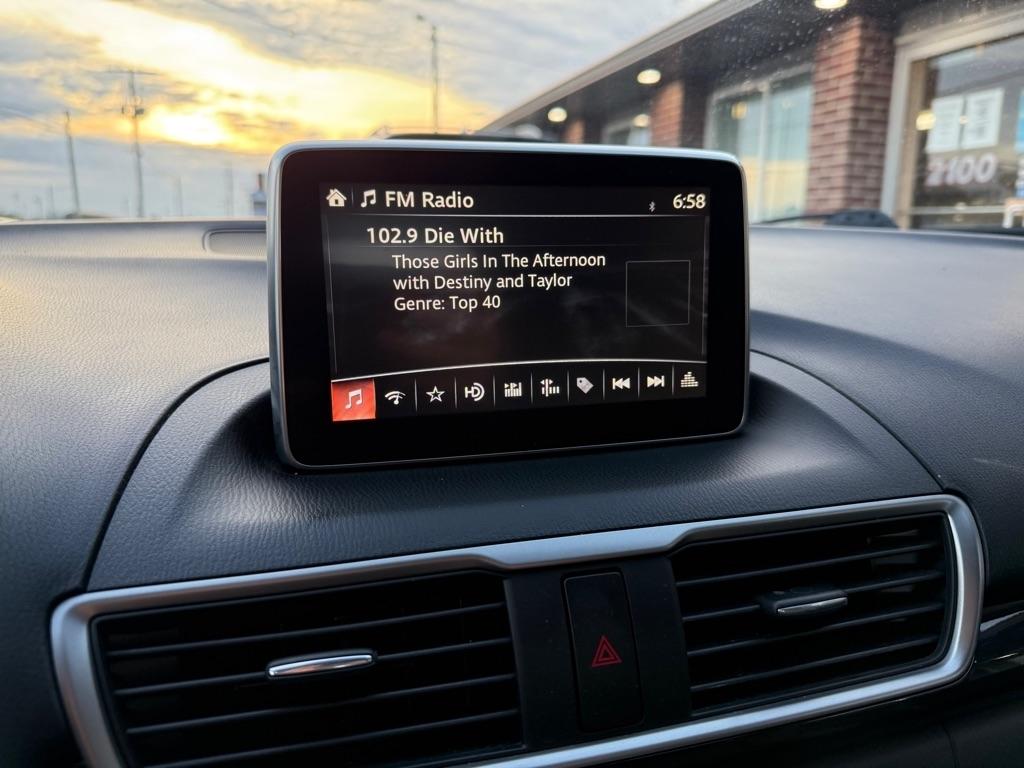 FM Radio
6:58
102.9 Die With
Those Girls In The Afternoon
with Destiny and Taylor
Genre: Top 40
HD
2100